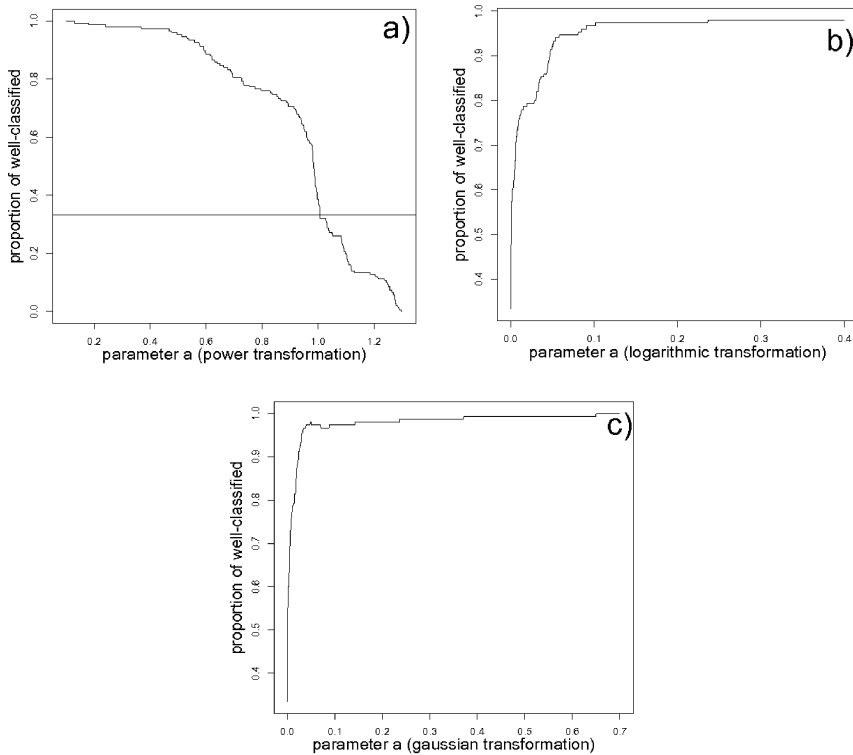 a)
proportion of well-classified
0.0 0.2 0.4 0.6 0.8 1.0
0.2 0.4 0.6 0.8 1.0 1.2
parameter a (power transformation)
b)
proportion of well-classified
0.4 0.5 0.6 0.7 0.8 0.9 1.0
0.0 0.1 0.2 0.3 0.4
parameter a (logarithmic transformation)
c)
proportion of well-classified
0.4 0.5 0.6 0.7 0.8 0.9 1.0
0.0 0.1 0.2 0.3 0.4 0.5 0.6 0.7
parameter a (gaussian transformation)